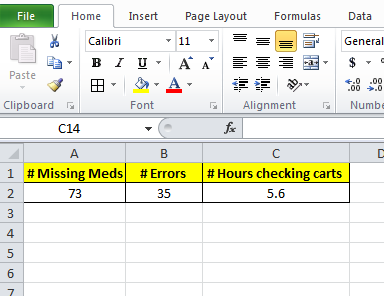 File Home Insert Page Layout Formulas Data
Calibri 11 A A General
Paste B I U A $ % ,
Clipboard Font Alignment
C14 fx
A B C
1 # Missing Meds # Errors # Hours checking carts
2 73 35 5.6
3
4
5
6
7